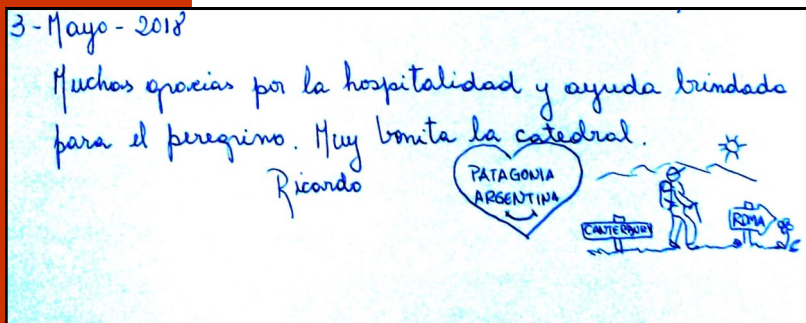 3-Mayo-2018
Muchas gracias por la hospitalidad y ayuda brindada
para el peregrino. Muy bonita la catedral.
Ricardo
PATAGONIA
ARGENTINA
CANTERBURY
ROMA